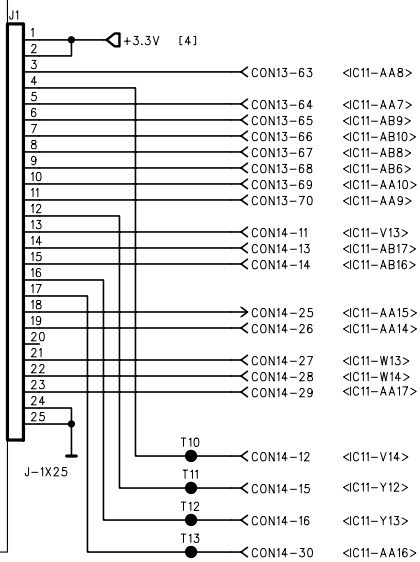 J1
1 +3.3V [4]
2
3 CON13-63 <IC11-AA8>
4
5 CON13-64 <IC11-AA7>
6 CON13-65 <IC11-AB9>
7 CON13-66 <IC11-AB10>
8 CON13-67 <IC11-AB8>
9 CON13-68 <IC11-AB6>
10 CON13-69 <IC11-AA10>
11 CON13-70 <IC11-AA9>
12
13 CON14-11 <IC11-V13>
14 CON14-13 <IC11-AB17>
15 CON14-14 <IC11-AB16>
16
17
18 CON14-25 <IC11-AA15>
19 CON14-26 <IC11-AA14>
20
21 CON14-27 <IC11-W13>
22 CON14-28 <IC11-W14>
23 CON14-29 <IC11-AA17>
24
25
J-1X25
T10 CON14-12 <IC11-V14>
T11 CON14-15 <IC11-Y12>
T12 CON14-16 <IC11-Y13>
T13 CON14-30 <IC11-AA16>